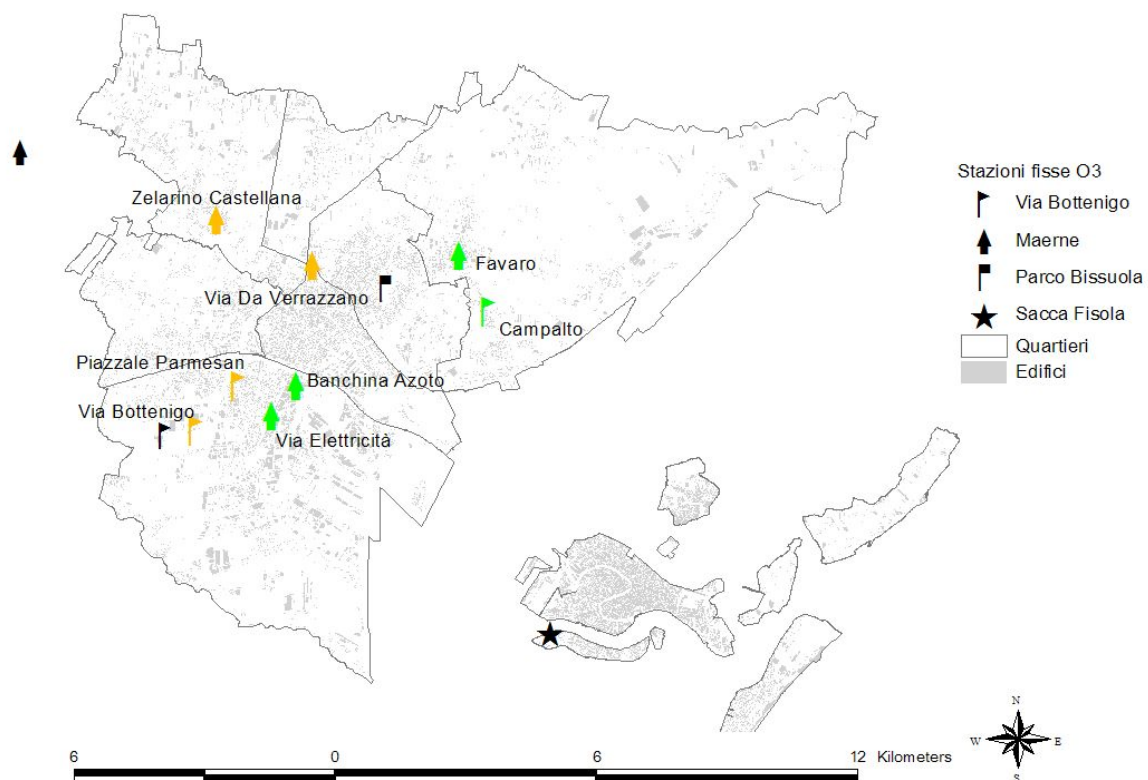 Zelarino Castellana
Favaro
Via Da Verrazzano
Campalto
Piazzale Parmesan
Banchina Azoto
Via Bottenigo
Via Elettricità
Stazioni fisse O3
Via Bottenigo
Maerne
Parco Bissuola
Sacca Fisola
Quartieri
Edifici
N
W E
S
6 0 6 12 Kilometers